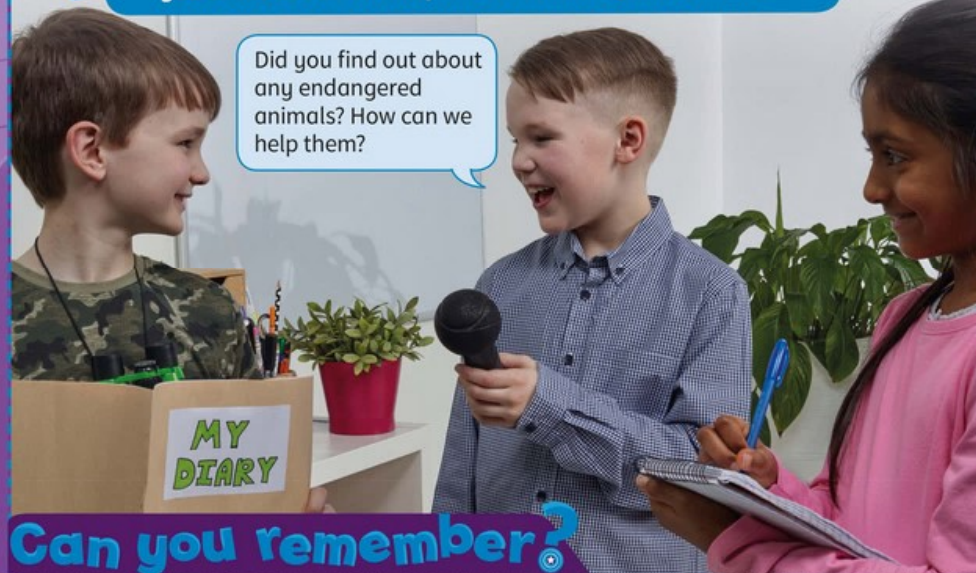 Did you find out about
any endangered
animals? How can we
help them?
MY
DIARY
Can you remember?